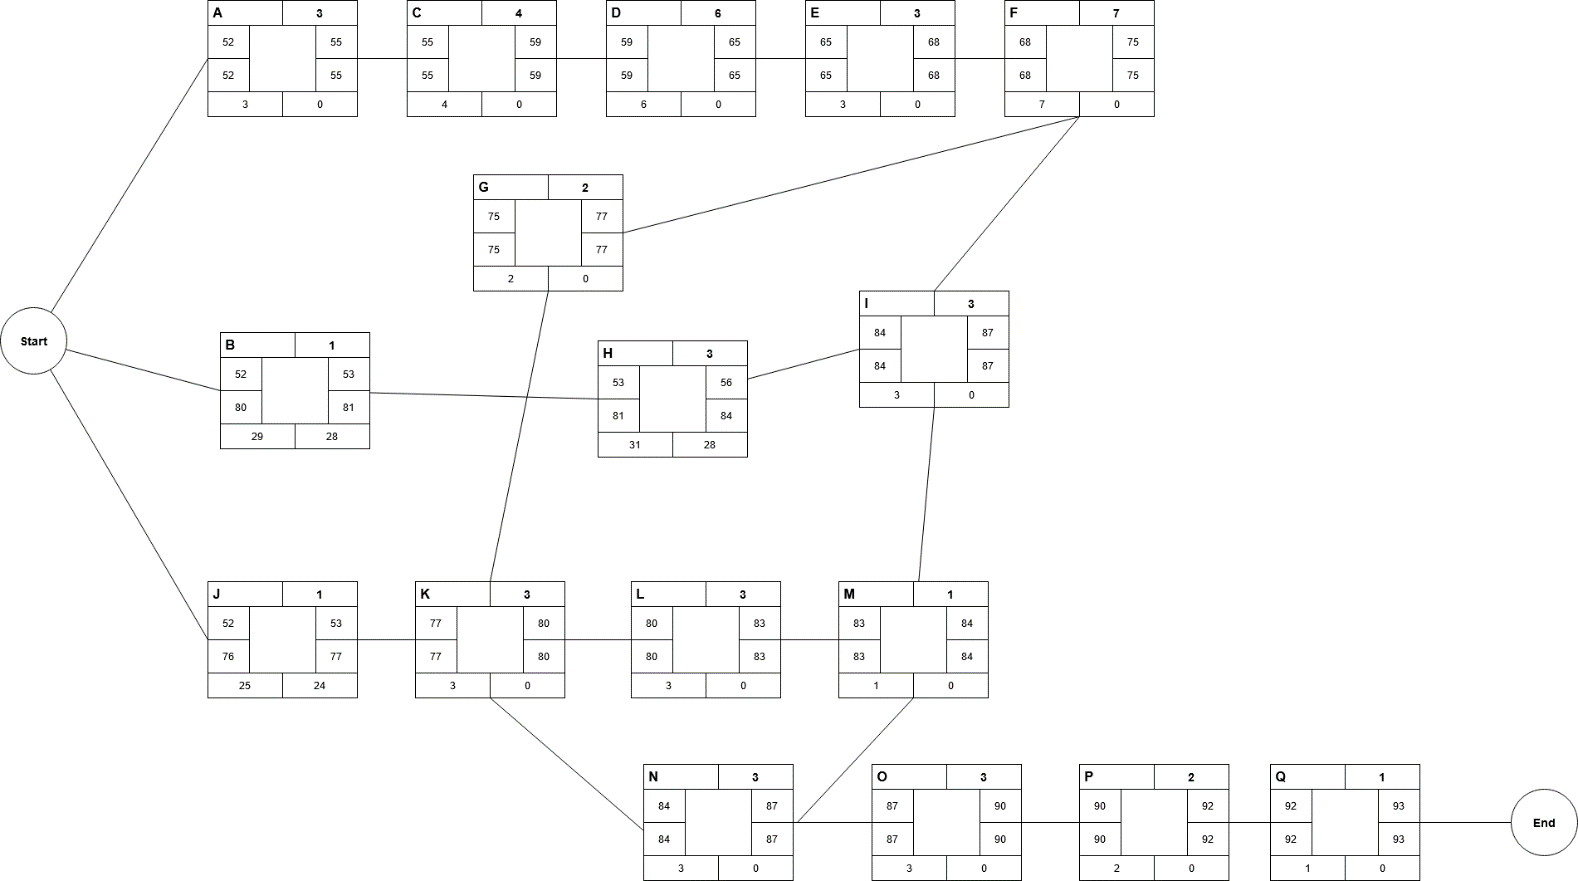 A 3 C 4 D 6 E 3 F 7
52 55 55 59 59 65 65 68 68 75
52 55 55 59 59 65 65 68 68 75
3 0 4 0 6 0 3 0 7 0
G 2
75 77
75 77
2 0
I 3
84 87
84 87
3 0
Start
B 1
52 53
80 81
29 28
H 3
53 56
81 84
31 28
J 1 K 3 L 3 M 1
52 53 77 80 80 83 83 84
76 77 77 80 80 83 83 84
25 24 3 0 3 0 1 0
N 3 O 3 P 2 Q 1
84 87 87 90 90 92 92 93
84 87 87 90 90 92 92 93
3 0 3 0 2 0 1 0
End